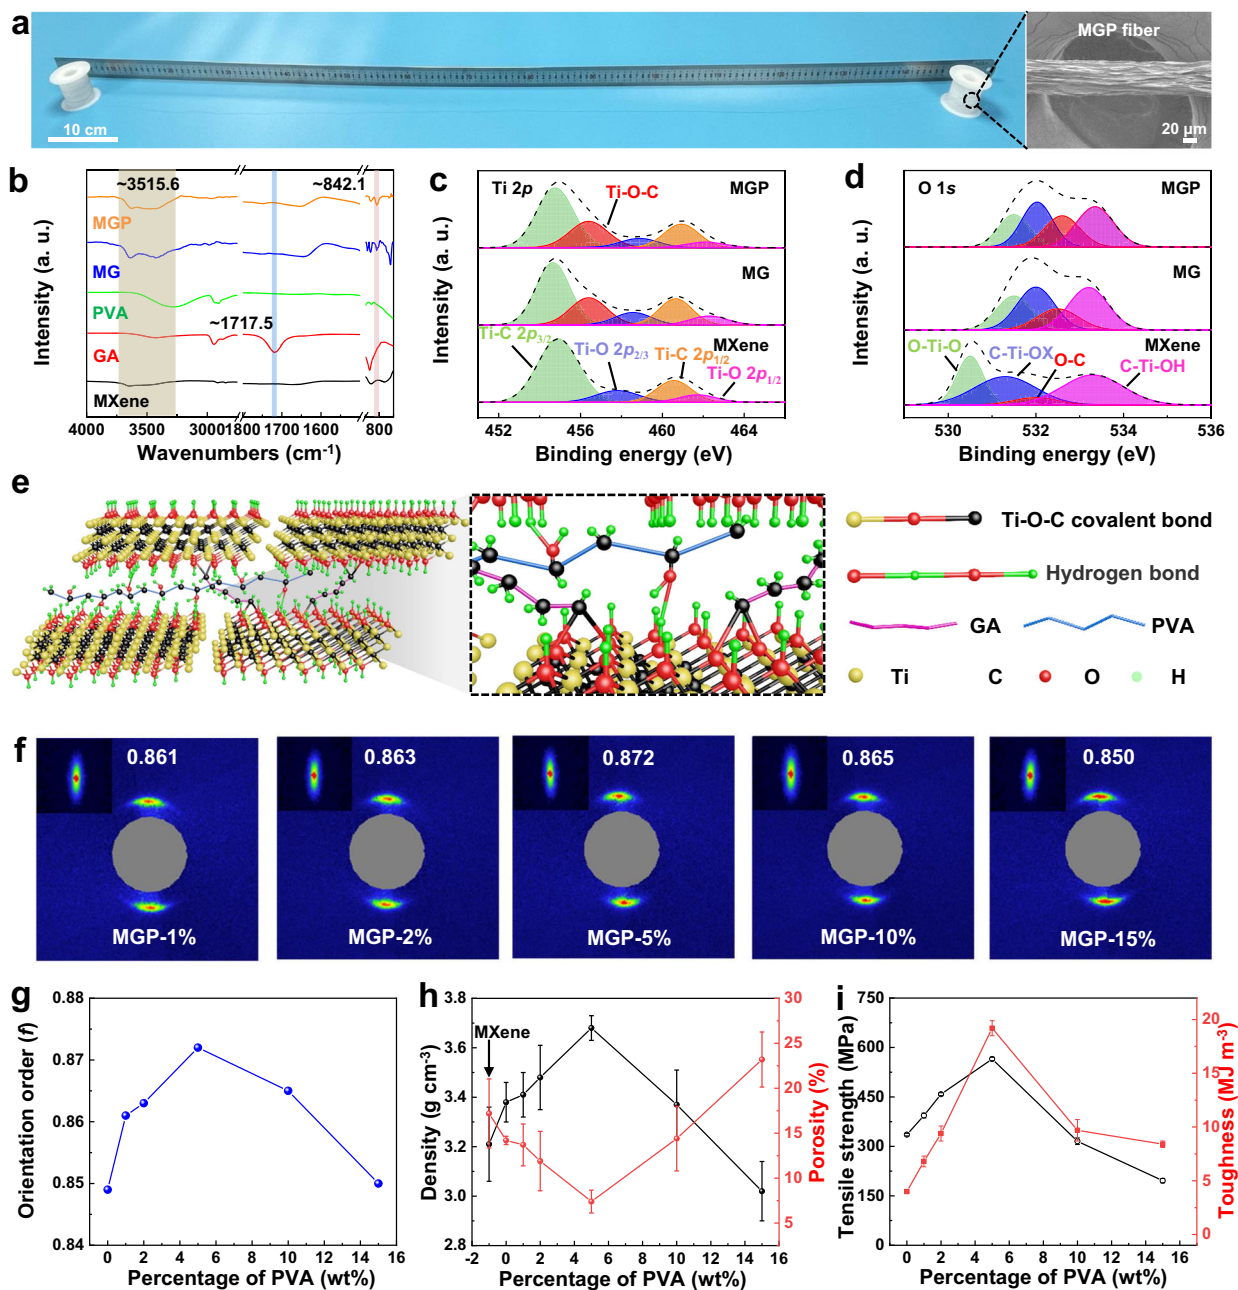 a
MGP fiber
10 cm
20 μm
b
~3515.6
~842.1
MGP
MG
PVA
~1717.5
GA
MXene
Intensity (a. u.)
4000 3500 3000 1800 1700 1600 800
Wavenumbers (cm⁻¹)
c
Ti 2p
MGP
Ti-O-C
MG
Ti-C 2p3/2
MXene
Ti-O 2p2/3
Ti-C 2p1/2
Ti-O 2p1/2
Intensity (a. u.)
452 456 460 464
Binding energy (eV)
d
O 1s
MGP
MG
MXene
O-Ti-O
C-Ti-OX
O-C
C-Ti-OH
Intensity (a. u.)
530 532 534 536
Binding energy (eV)
e
Ti-O-C covalent bond
Hydrogen bond
GA
PVA
Ti C O H
f
0.861 0.863 0.872 0.865 0.850
MGP-1% MGP-2% MGP-5% MGP-10% MGP-15%
g
Orientation order (f)
0.88
0.87
0.86
0.85
0.84
0 2 4 6 8 10 12 14 16
Percentage of PVA (wt%)
h
MXene
Density (g cm⁻³)
3.8
3.6
3.4
3.2
3.0
2.8
-2 0 2 4 6 8 10 12 14 16
Percentage of PVA (wt%)
30
25
20
15
10
5
Porosity (%)
i
Tensile strength (MPa)
750
600
450
300
150
0
0 2 4 6 8 10 12 14 16
Percentage of PVA (wt%)
20
15
10
5
0
Toughness (MJ m⁻³)